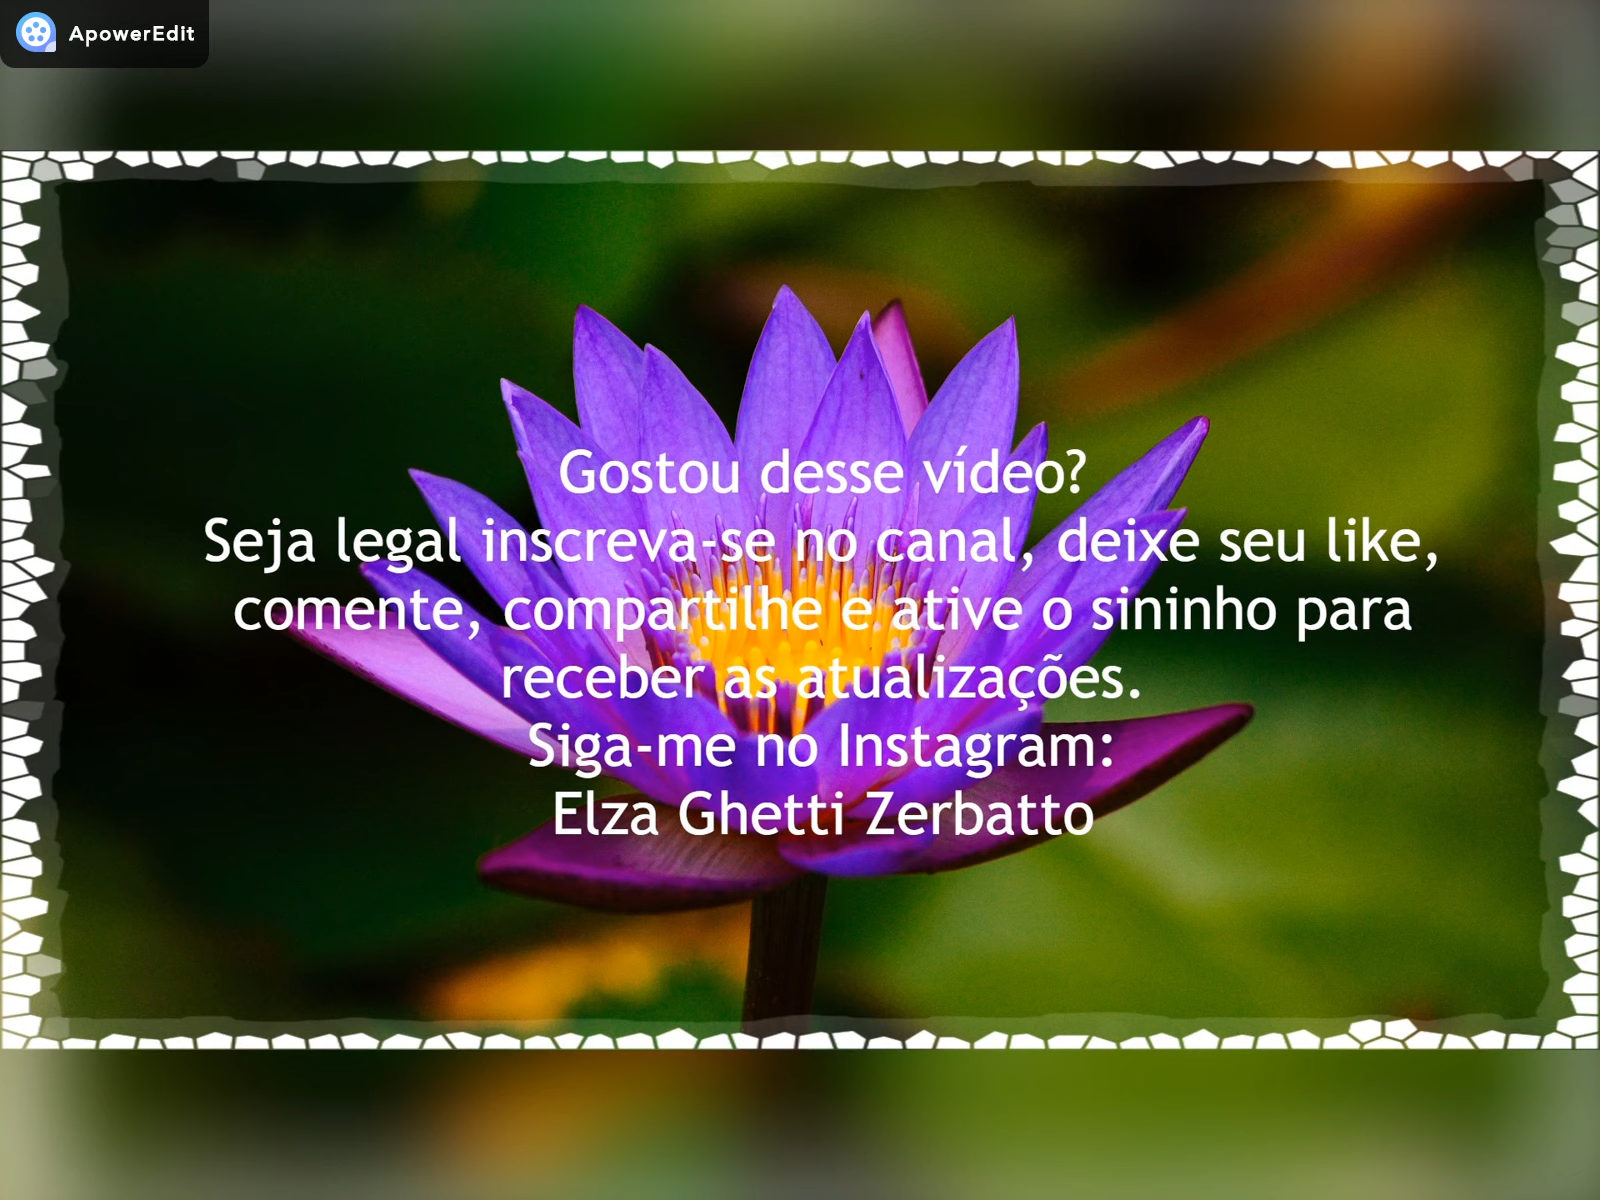 ApowerEdit
Gostou desse vídeo?
Seja legal inscreva-se no canal, deixe seu like,
comente, compartilhe e ative o sininho para
receber as atualizações.
Siga-me no Instagram:
Elza Ghetti Zerbatto